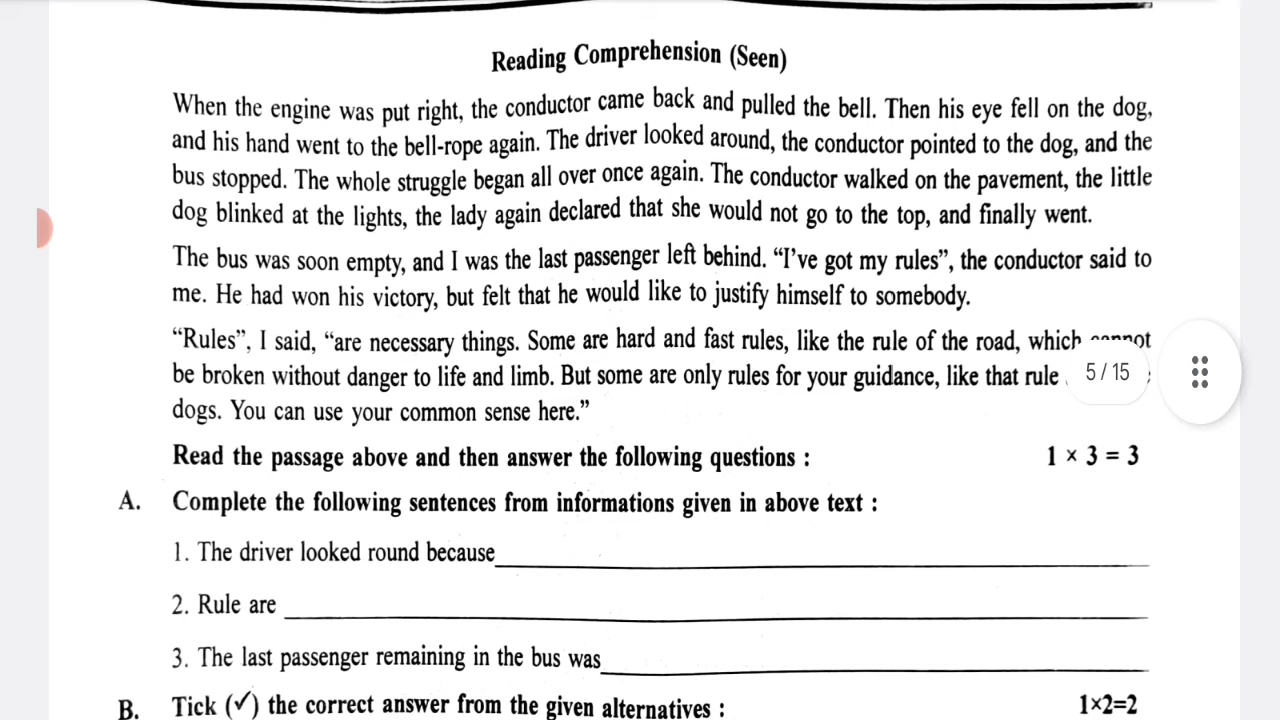 Reading Comprehension (Seen)
When the engine was put right, the conductor came back and pulled the bell. Then his eye fell on the dog,
and his hand went to the bell-rope again. The driver looked around, the conductor pointed to the dog, and the
bus stopped. The whole struggle began all over once again. The conductor walked on the pavement, the little
dog blinked at the lights, the lady again declared that she would not go to the top, and finally went.
The bus was soon empty, and I was the last passenger left behind. “I’ve got my rules”, the conductor said to
me. He had won his victory, but felt that he would like to justify himself to somebody.
“Rules”, I said, “are necessary things. Some are hard and fast rules, like the rule of the road, which cannot
be broken without danger to life and limb. But some are only rules for your guidance, like that rule
5 / 15
dogs. You can use your common sense here.”
Read the passage above and then answer the following questions : 1 × 3 = 3
A. Complete the following sentences from informations given in above text :
1. The driver looked round because
2. Rule are
3. The last passenger remaining in the bus was
B. Tick (✓) the correct answer from the given alternatives : 1×2=2